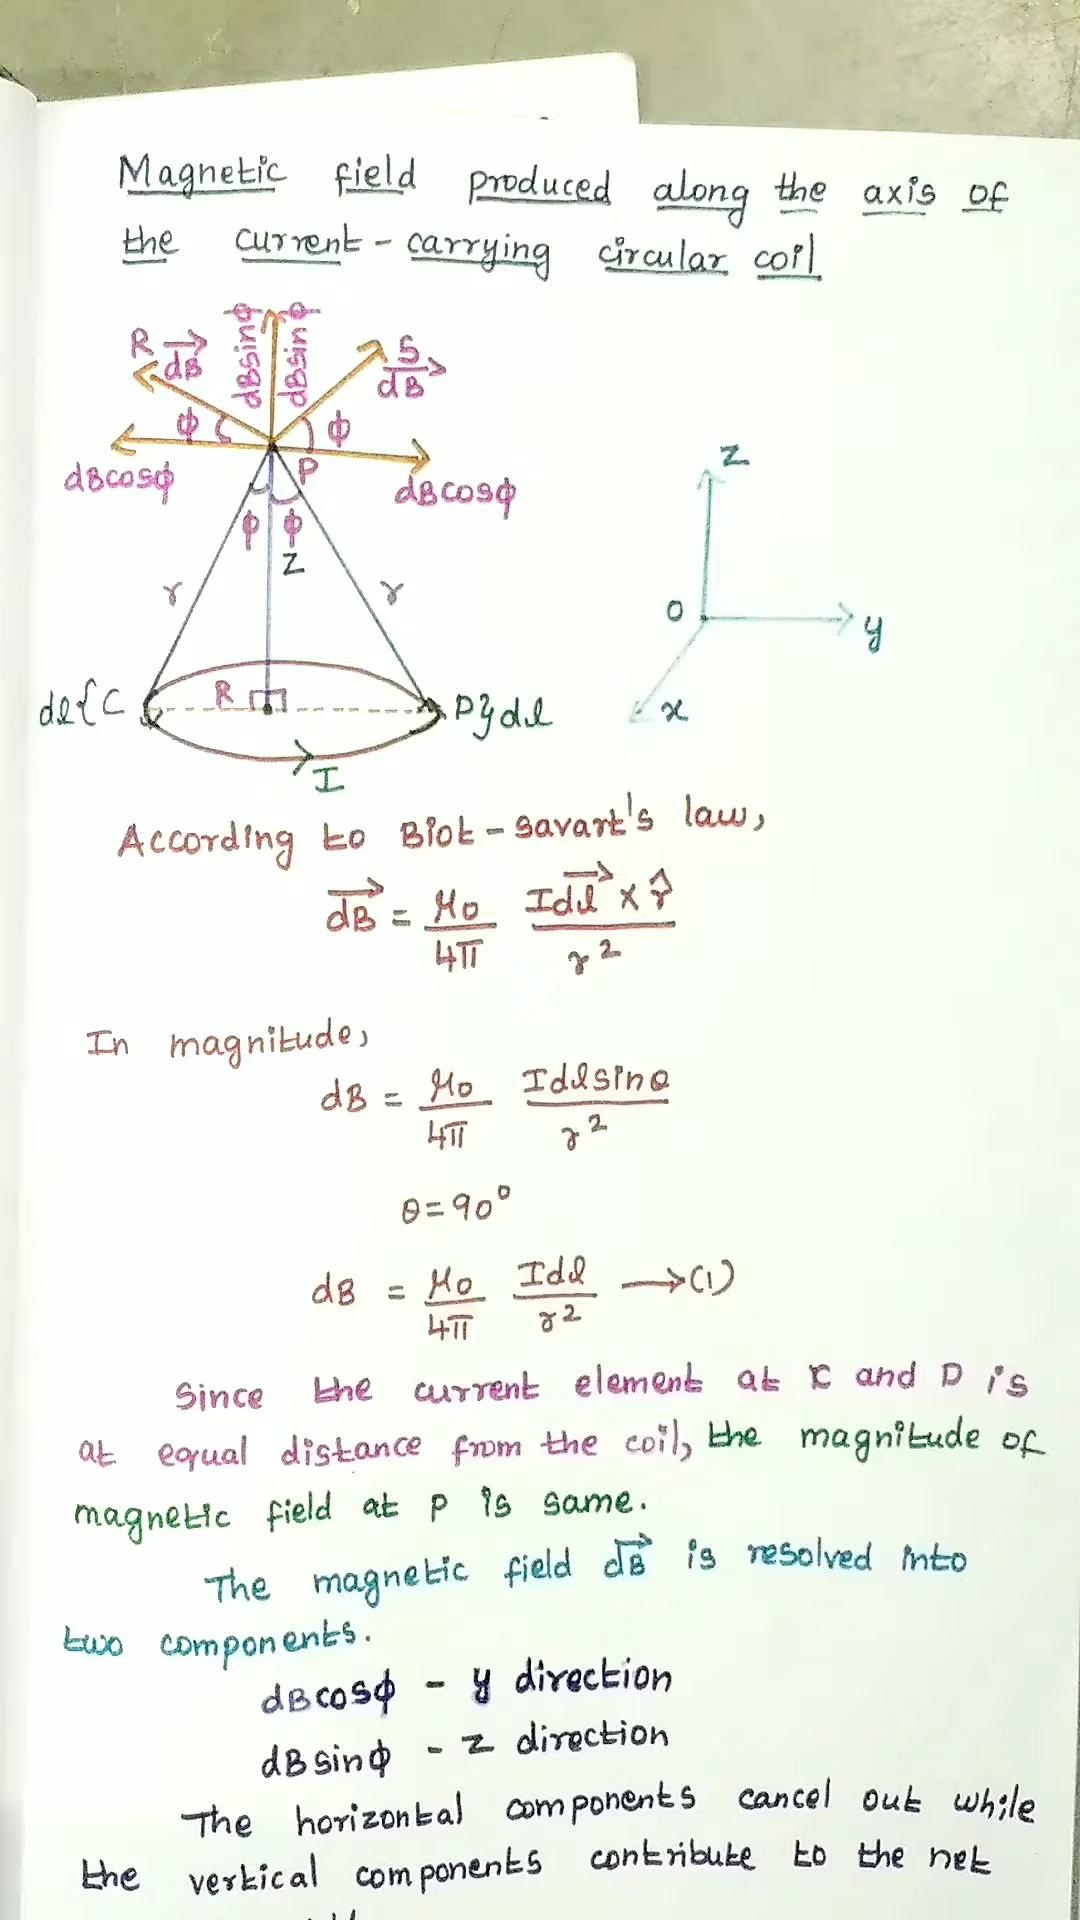 Magnetic field produced along the axis of
the current - carrying circular coil
R dB→ dBsinϕ dBsinϕ S dB→
ϕ ϕ
dBcosϕ P dBcosϕ
ϕ ϕ
z
r r
dl{C R D}dl
I
z
O y
x
According to Biot - Savart's law,
dB→ = μ0/4π Idl→ × r̂/r²
In magnitude,
dB = μ0/4π Idlsinθ/r²
θ=90°
dB = μ0/4π Idl/r² →(1)
Since the current element at C and D is
at equal distance from the coil, the magnitude of
magnetic field at P is same.
The magnetic field dB→ is resolved into
two components.
dBcosϕ - y direction
dBsinϕ - z direction
The horizontal components cancel out while
the vertical components contribute to the net